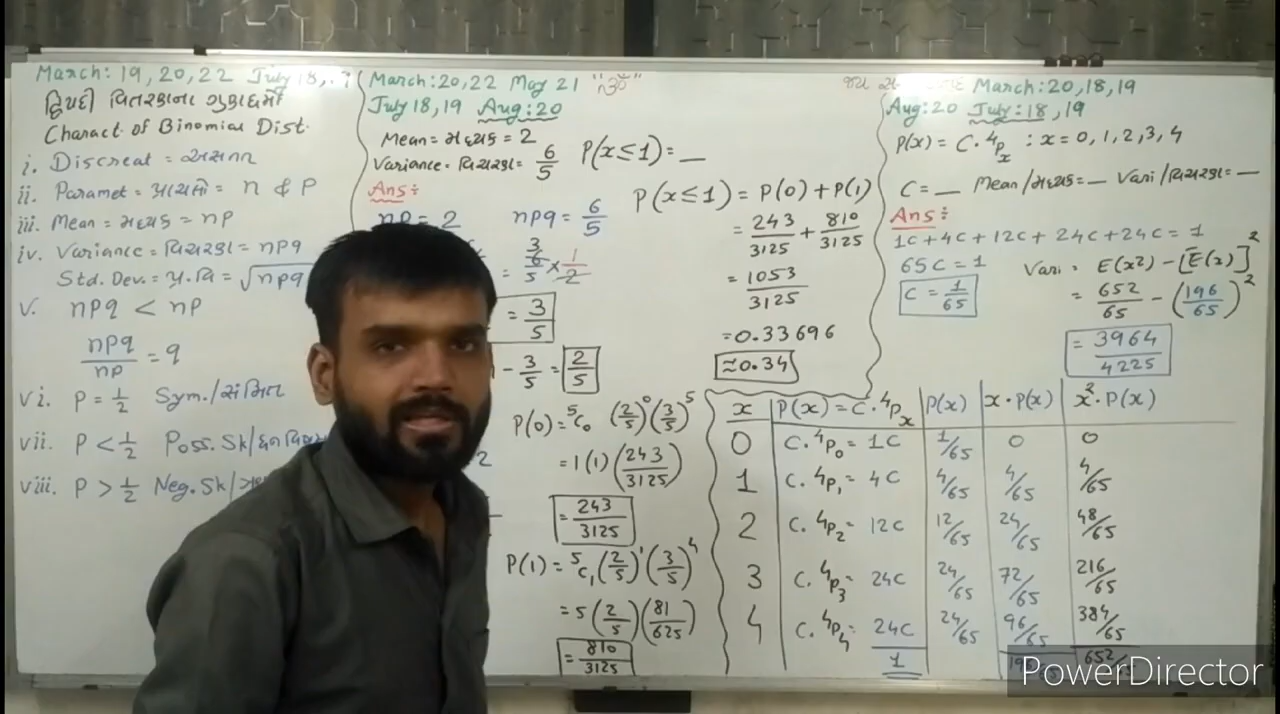 March: 19, 20, 22 July 18,
દ્વિપદી વિતરણના ગુણધર્મો
Charact. of Binomial Dist.
i. Discreat = અસતત
ii. Paramet = પ્રાચલો = n & P
iii. Mean = મધ્યક = nP
iv. Variance = વિચરણ = nPq
Std. Dev. = પ્ર.વિ = √nPq
v. nPq < nP
nPq/nP = q
vi. P = 1/2 Sym./સંમિત
vii. P < 1/2 Poss. Sk/ધન
viii. P > 1/2 Neg. Sk/
March: 20, 22 May 21
July 18, 19 Aug: 20
Mean = મધ્યક = 2
Variance = વિચરણ = 6/5 P(x≤1) = _
Ans:
nP = 2 nPq = 6/5
= 6/5 × 1/2
3
= 3/5
- 3/5 = 2/5
P(0) = ⁵C₀ (2/5)⁰ (3/5)⁵
= 1(1)(243/3125)
= 243/3125
P(1) = ⁵C₁ (2/5)¹ (3/5)⁴
= 5(2/5)(81/625)
= 810/3125
"ૐ"
P(x≤1) = P(0) + P(1)
= 243/3125 + 810/3125
= 1053/3125
= 0.33696
≈ 0.34
જય
March: 20, 18, 19
Aug: 20 July: 18, 19
P(x) = C. ⁴Pₓ : x = 0, 1, 2, 3, 4
C = _ Mean/મધ્યક = _ Vari/વિચરણ = _
Ans:
1C + 4C + 12C + 24C + 24C = 1
65C = 1
C = 1/65
Vari = E(x²) - [E(x)]²
= 652/65 - (196/65)²
= 3964/4225
x P(x) = C. ⁴Pₓ P(x) x·P(x) x²·P(x)
0 C. ⁴P₀ = 1C 1/65 0 0
1 C. ⁴P₁ = 4C 4/65 4/65 4/65
2 C. ⁴P₂ = 12C 12/65 24/65 48/65
3 C. ⁴P₃ = 24C 24/65 72/65 216/65
4 C. ⁴P₄ = 24C 24/65 96/65 384/65
1 652/
PowerDirector